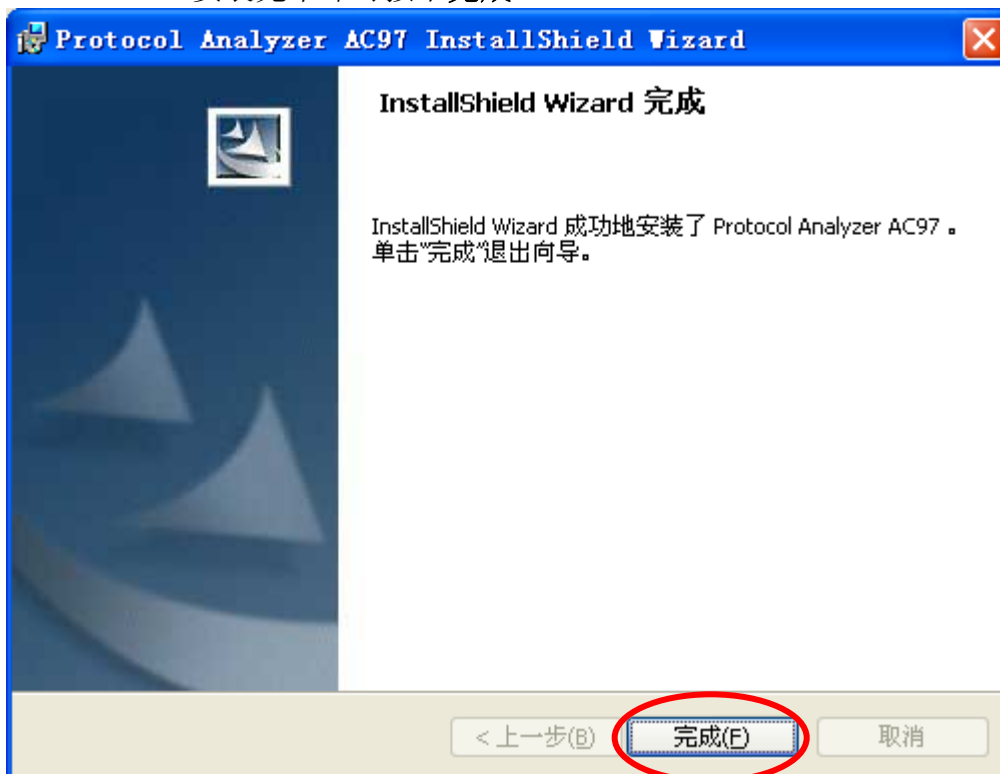 Protocol Analyzer AC97 InstallShield Wizard
InstallShield Wizard 完成
InstallShield Wizard 成功地安装了 Protocol Analyzer AC97 。
单击“完成”退出向导。
<上一步(B)
完成(F)
取消